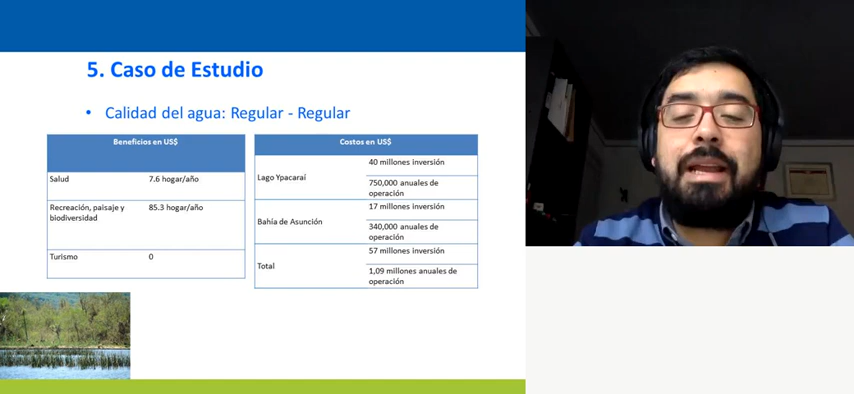 5. Caso de Estudio
• Calidad del agua: Regular - Regular
Beneficios en US$
Salud 7.6 hogar/año
Recreación, paisaje y 85.3 hogar/año
biodiversidad
Turismo 0
Costos en US$
Lago Ypacaraí
40 millones inversión
750,000 anuales de
operación
Bahía de Asunción
17 millones inversión
340,000 anuales de
operación
Total
57 millones inversión
1,09 millones anuales de
operación